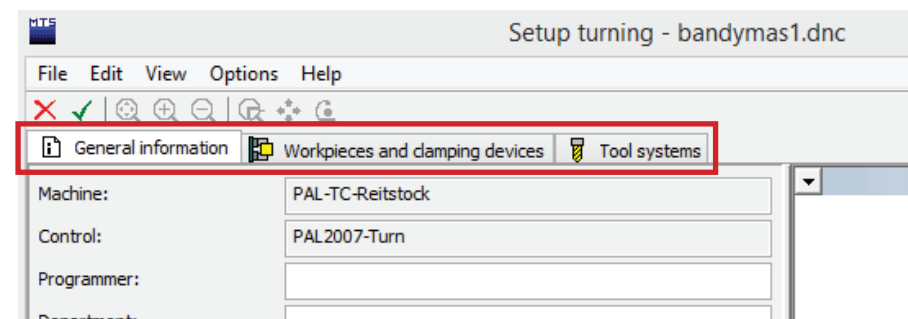 MTS
Setup turning - bandymas1.dnc
File Edit View Options Help
General information Workpieces and clamping devices Tool systems
Machine: PAL-TC-Reitstock
Control: PAL2007-Turn
Programmer:
Department: